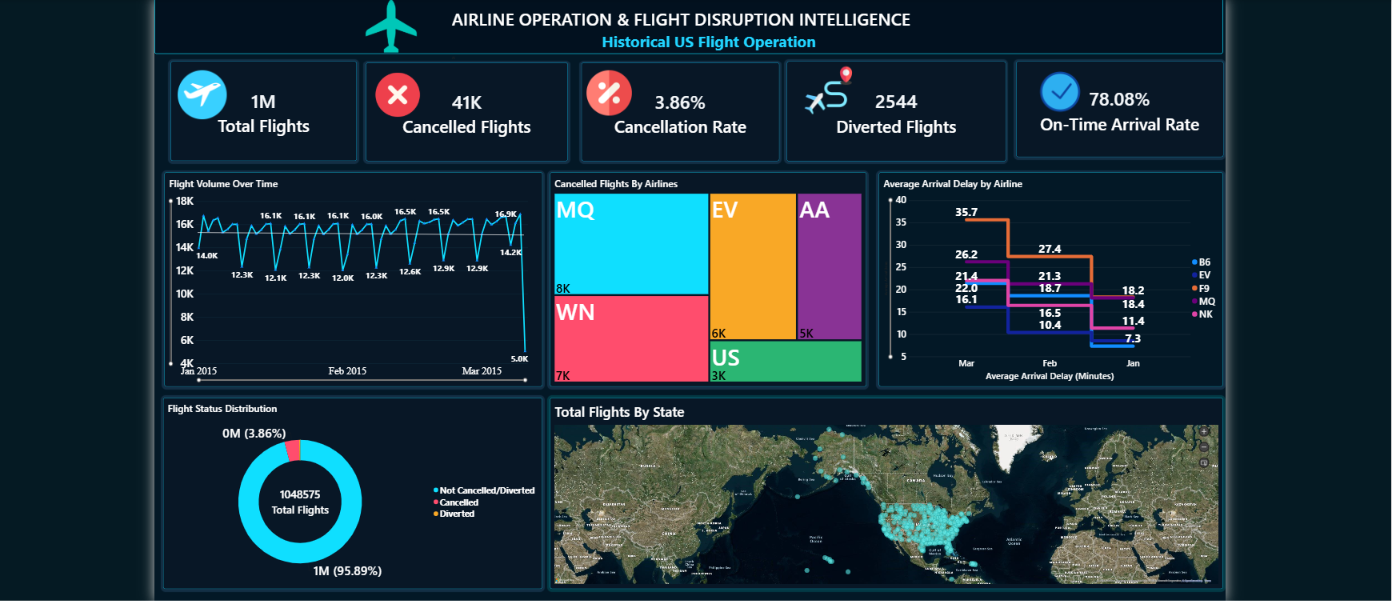 AIRLINE OPERATION & FLIGHT DISRUPTION INTELLIGENCE
Historical US Flight Operation
1M
Total Flights
41K
Cancelled Flights
3.86%
Cancellation Rate
2544
Diverted Flights
78.08%
On-Time Arrival Rate
Flight Volume Over Time
18K
16K
14K
12K
10K
8K
6K
4K
14.0K
16.1K
16.1K
16.1K
16.0K
16.5K
16.5K
16.9K
12.3K
12.1K
12.3K
12.0K
12.3K
12.6K
12.9K
12.9K
14.2K
5.0K
Jan 2015
Feb 2015
Mar 2015
Cancelled Flights By Airlines
MQ
8K
WN
7K
EV
6K
AA
5K
US
3K
Average Arrival Delay by Airline
40
35
30
25
20
15
10
5
35.7
26.2
21.4
22.0
16.1
27.4
21.3
18.7
16.5
10.4
18.2
18.4
11.4
7.3
Mar
Feb
Jan
Average Arrival Delay (Minutes)
B6
EV
F9
MQ
NK
Flight Status Distribution
0M (3.86%)
1048575
Total Flights
1M (95.89%)
Not Cancelled/Diverted
Cancelled
Diverted
Total Flights By State
CANADA